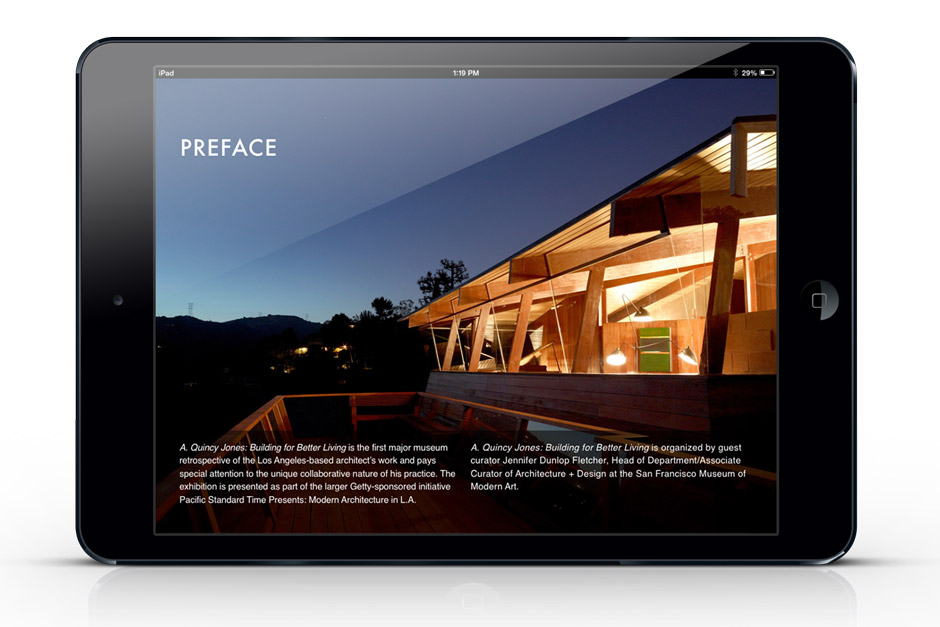 iPad 1:19 PM 29%
PREFACE
A. Quincy Jones: Building for Better Living is the first major museum
retrospective of the Los Angeles-based architect's work and pays
special attention to the unique collaborative nature of his practice. The
exhibition is presented as part of the larger Getty-sponsored initiative
Pacific Standard Time Presents: Modern Architecture in L.A.
A. Quincy Jones: Building for Better Living is organized by guest
curator Jennifer Dunlop Fletcher, Head of Department/Associate
Curator of Architecture + Design at the San Francisco Museum of
Modern Art.